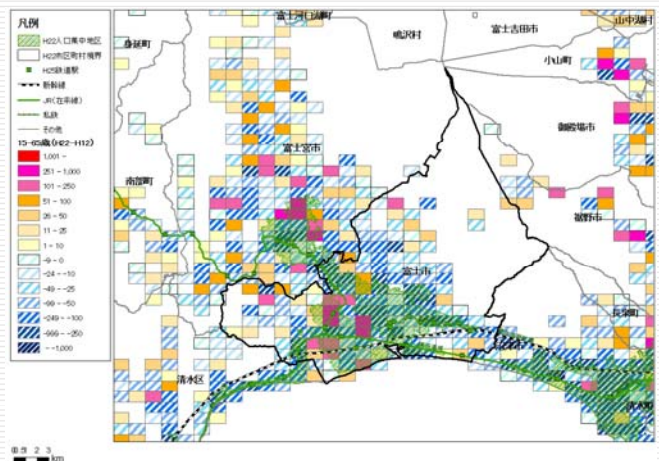 凡例
H22人口集中地区
H22市区町村境界
H25鉄道駅
新幹線
JR(在来線)
私鉄
その他
15-65歳(H22-H12)
1,001 -
251 - 1,000
101 - 250
51 - 100
26 - 50
11 - 25
1 - 10
-9 - 0
-24 - -10
-49 - -25
-99 - -50
-249 - -100
-999 - -250
- -1,000
富士河口湖町
鳴沢村
富士吉田市
山中湖村
身延町
小山町
御殿場市
富士宮市
南部町
裾野市
富士市
長泉町
清水区
清水町
2 3
km